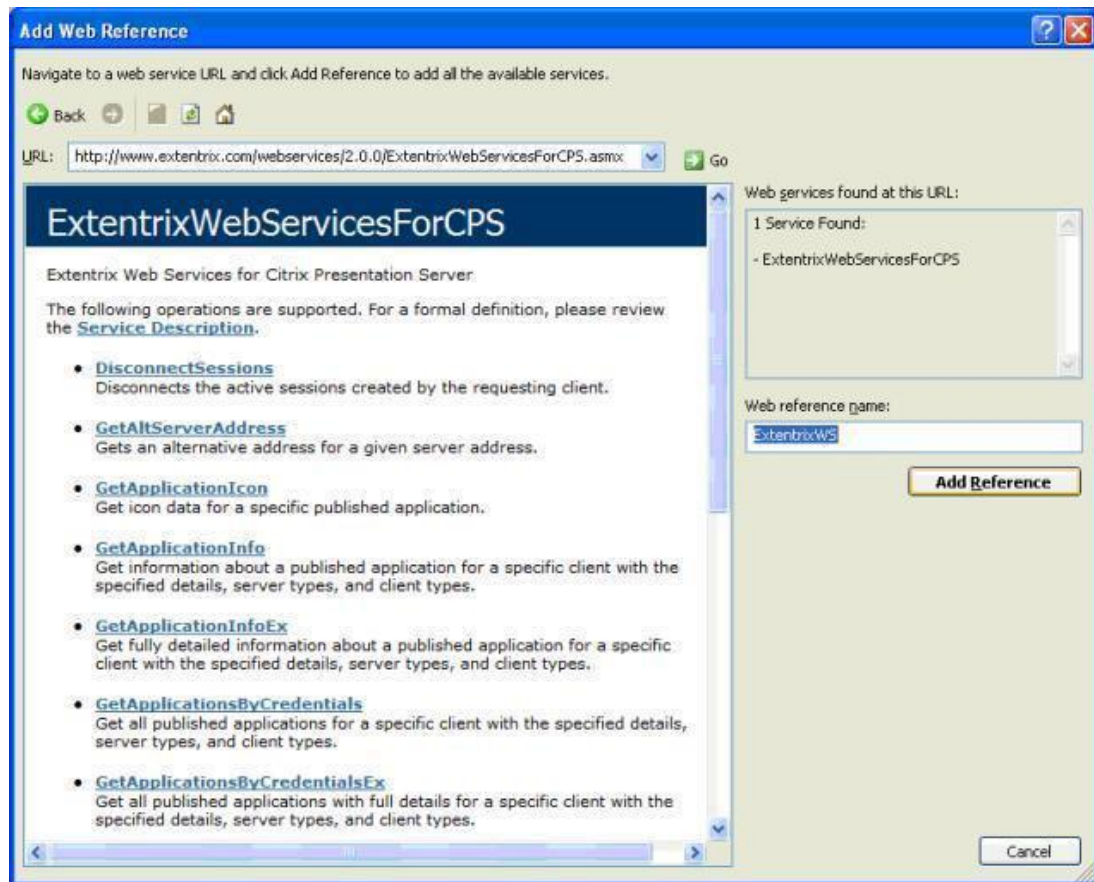 Add Web Reference
Navigate to a web service URL and click Add Reference to add all the available services.
Back
URL: http://www.extentrix.com/webservices/2.0.0/ExtentrixWebServicesForCPS.asmx Go
ExtentrixWebServicesForCPS
Extentrix Web Services for Citrix Presentation Server
The following operations are supported. For a formal definition, please review
the Service Description.
• DisconnectSessions
Disconnects the active sessions created by the requesting client.
• GetAltServerAddress
Gets an alternative address for a given server address.
• GetApplicationIcon
Get icon data for a specific published application.
• GetApplicationInfo
Get information about a published application for a specific client with the
specified details, server types, and client types.
• GetApplicationInfoEx
Get fully detailed information about a published application for a specific
client with the specified details, server types, and client types.
• GetApplicationsByCredentials
Get all published applications for a specific client with the specified details,
server types, and client types.
• GetApplicationsByCredentialsEx
Get all published applications with full details for a specific client with the
specified details, server types, and client types.
Web services found at this URL:
1 Service Found:
- ExtentrixWebServicesForCPS
Web reference name:
ExtentrixWS
Add Reference
Cancel